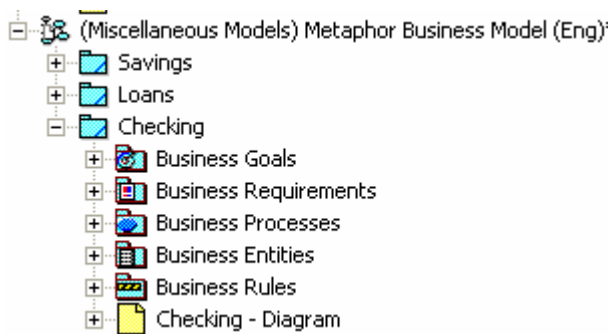 (Miscellaneous Models) Metaphor Business Model (Eng)*
Savings
Loans
Checking
Business Goals
Business Requirements
Business Processes
Business Entities
Business Rules
Checking - Diagram